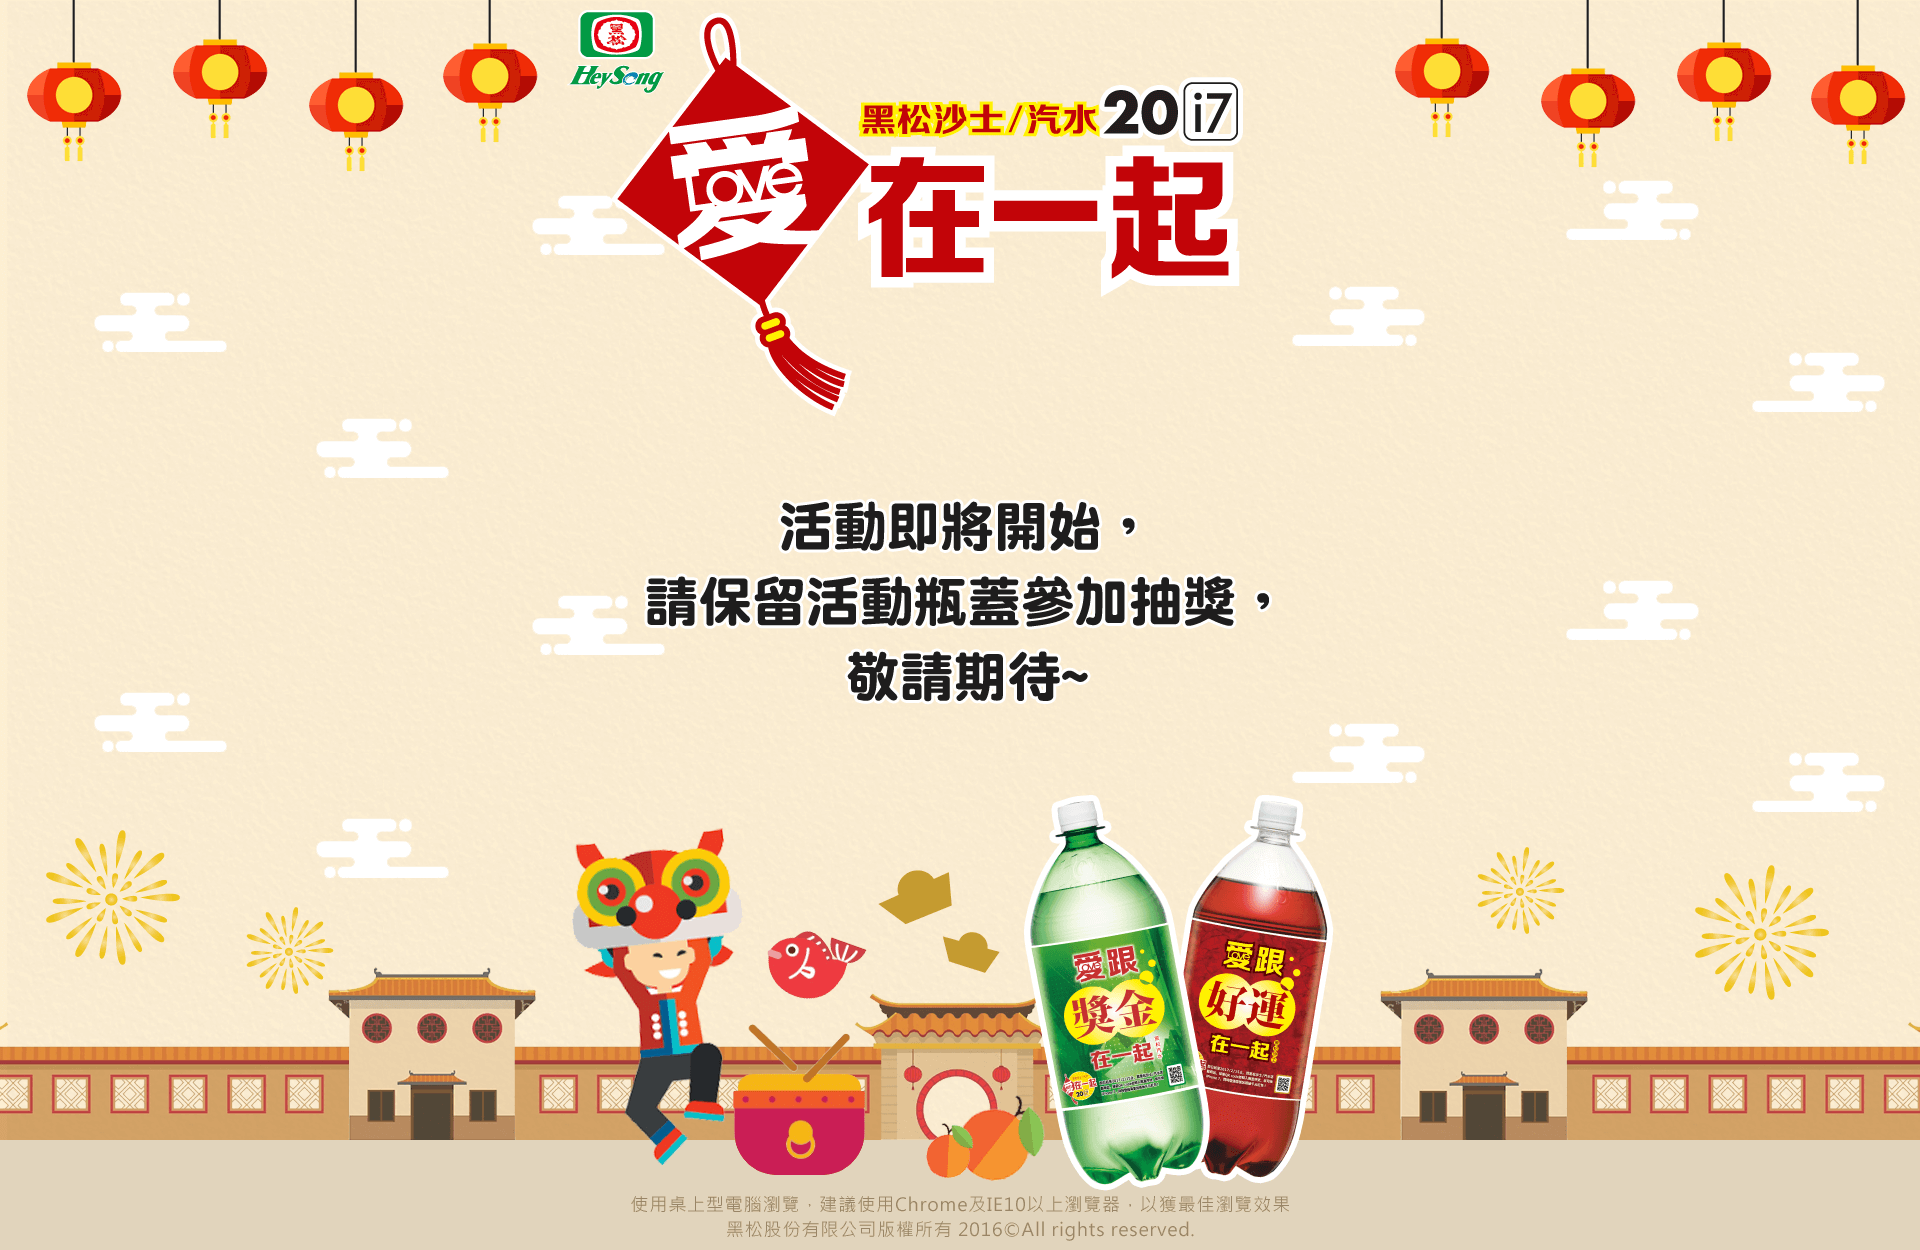 黑松
HeySong
愛
Love
黑松沙士/汽水20i7
在一起
活動即將開始，
請保留活動瓶蓋參加抽獎，
敬請期待~
愛跟
Love
獎金
在一起
愛跟
Love
好運
在一起
使用桌上型電腦瀏覽，建議使用Chrome及IE10以上瀏覽器，以獲最佳瀏覽效果
黑松股份有限公司版權所有 2016©All rights reserved.